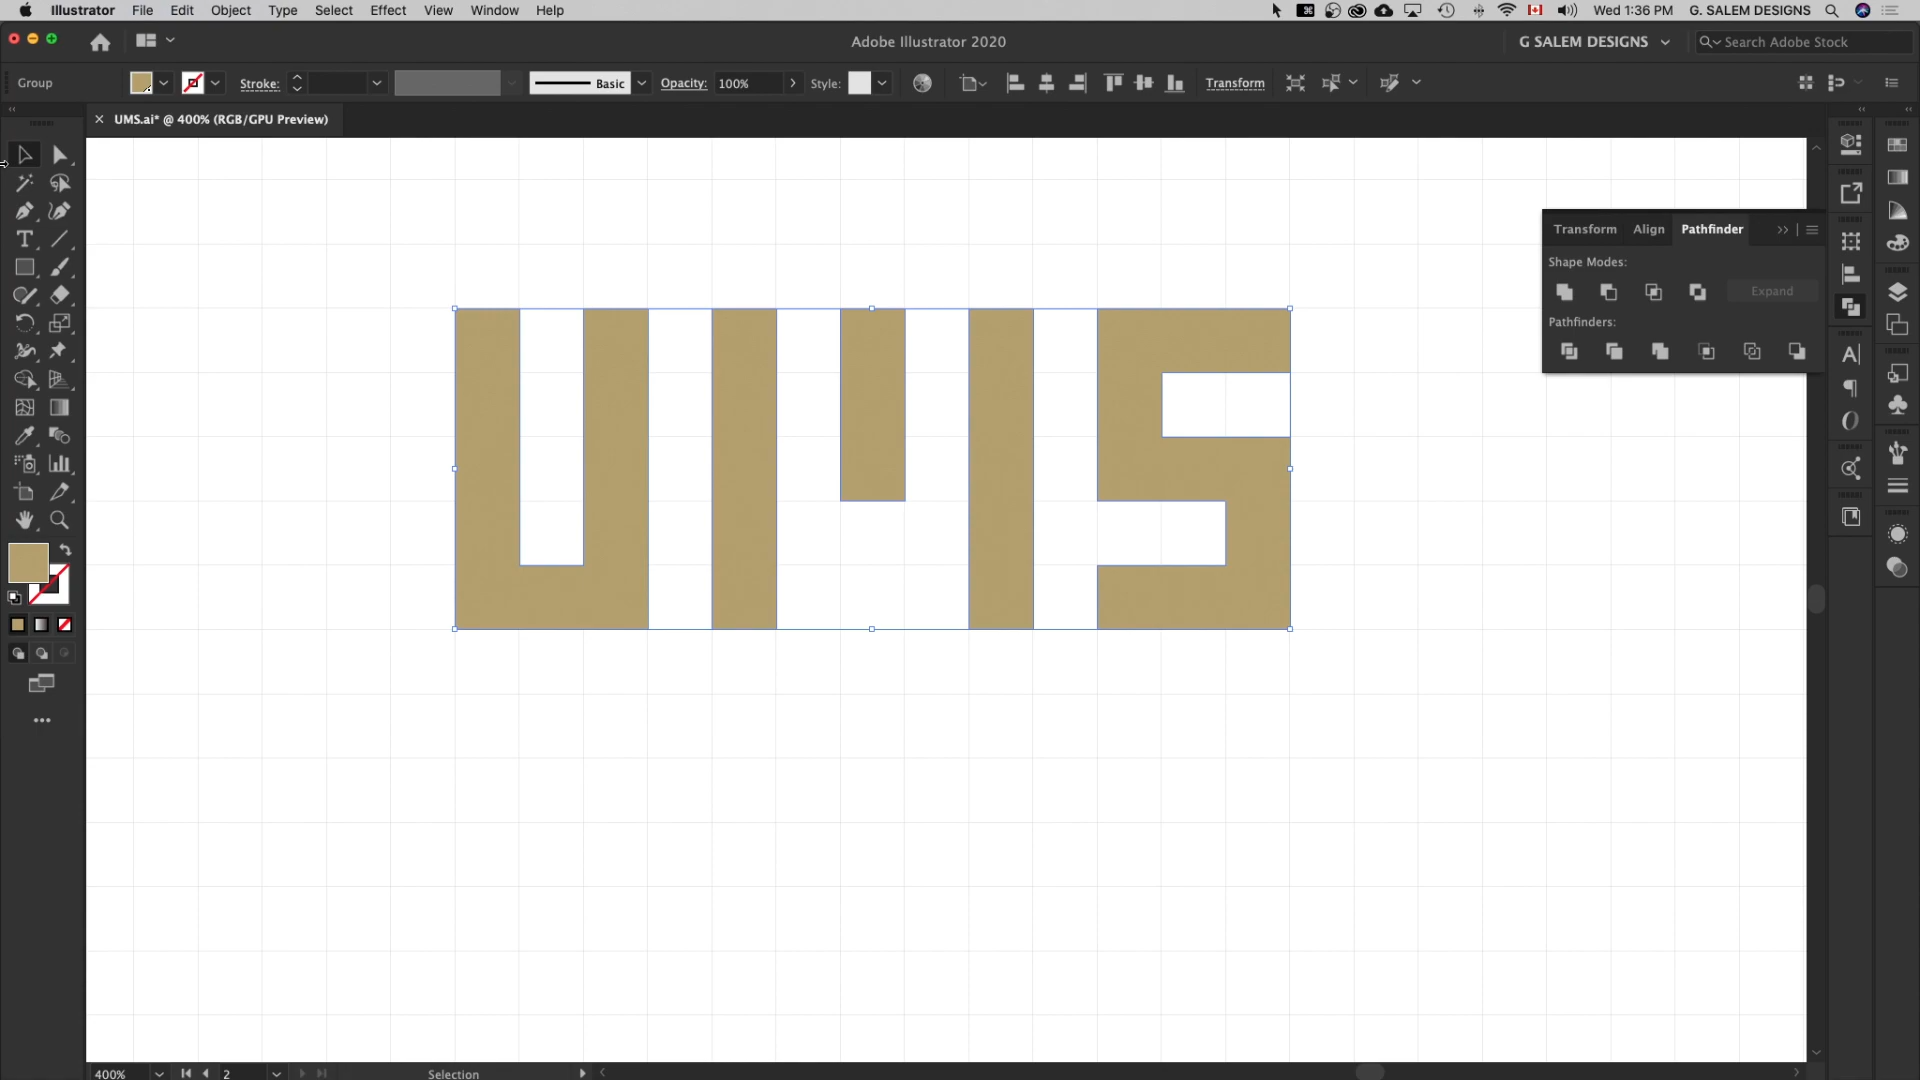 Illustrator File Edit Object Type Select Effect View Window Help Wed 1:36 PM G. SALEM DESIGNS
Adobe Illustrator 2020 G SALEM DESIGNS Search Adobe Stock
Group Stroke: Basic Opacity: 100% Style: Transform
× UMS.ai* @ 400% (RGB/GPU Preview)
Transform Align Pathfinder
Shape Modes:
Expand
Pathfinders:
UMS
400% 2 Selection